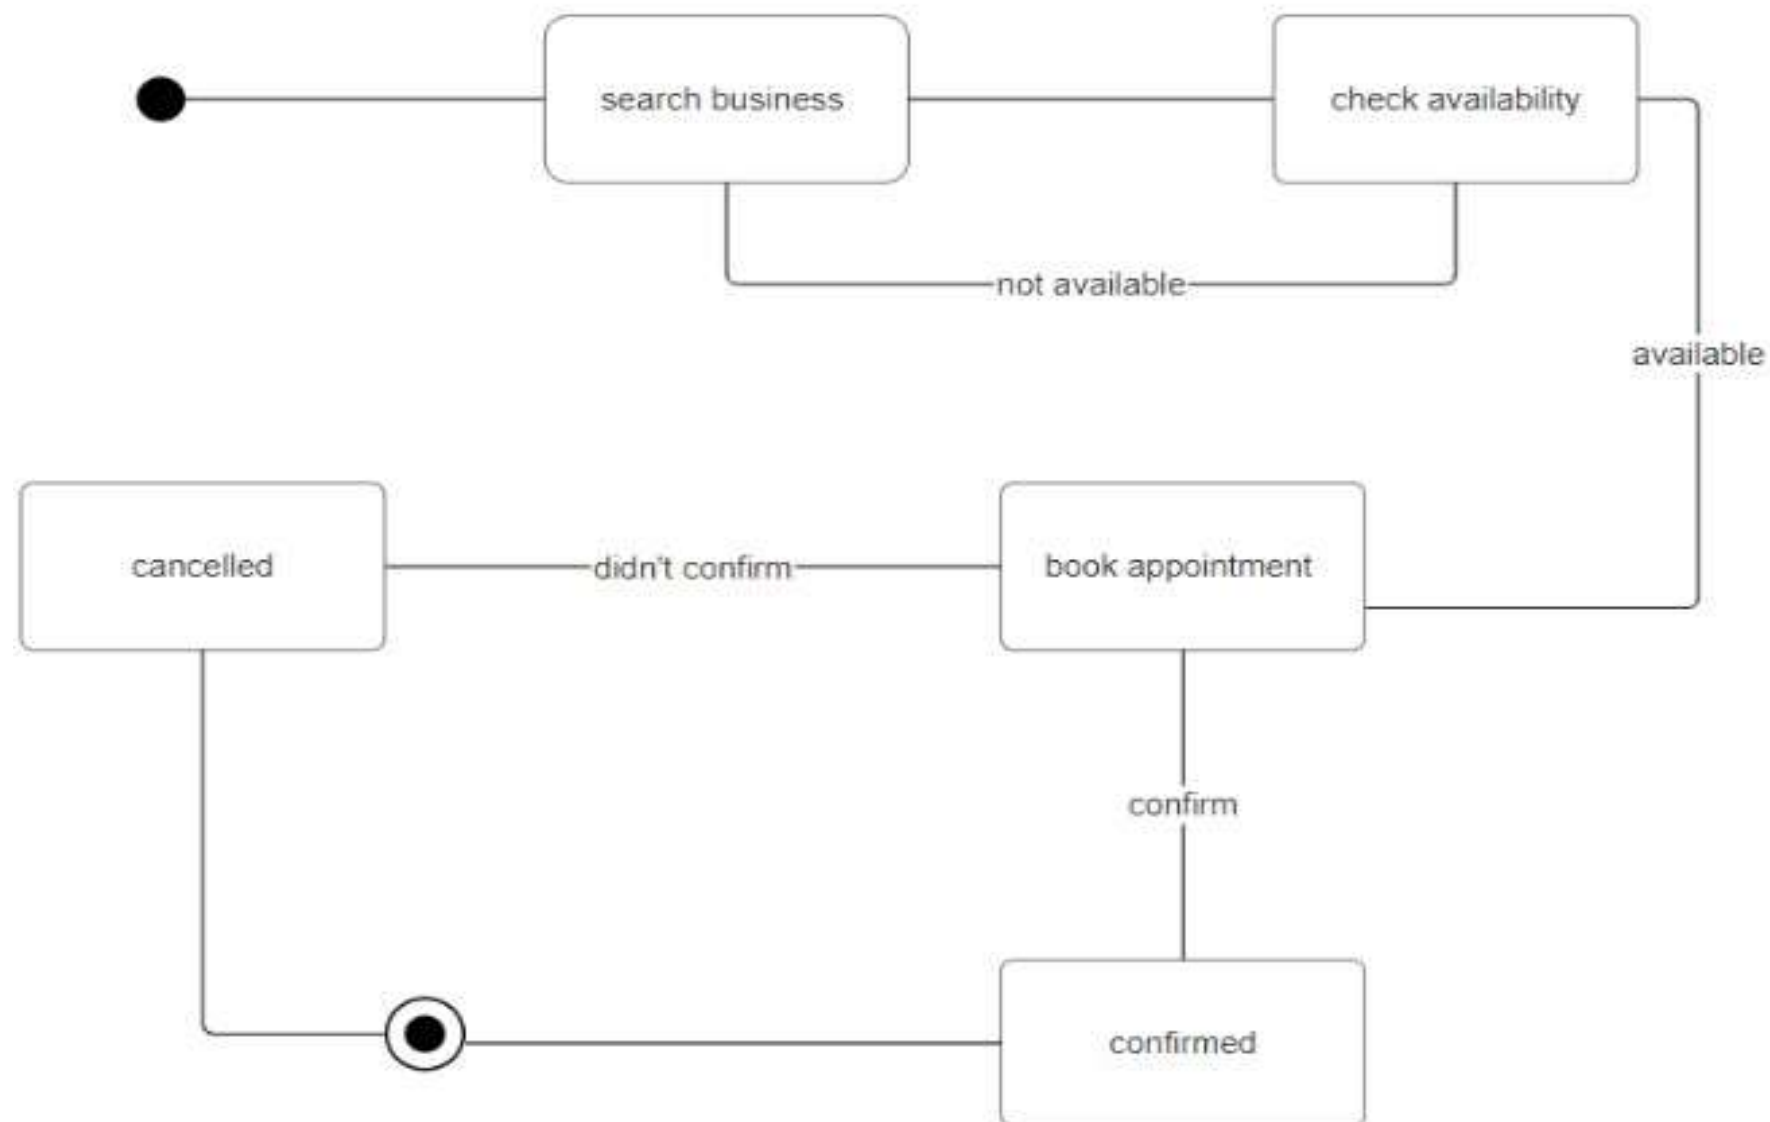 search business
check availability
not available
available
cancelled
didn't confirm
book appointment
confirm
confirmed